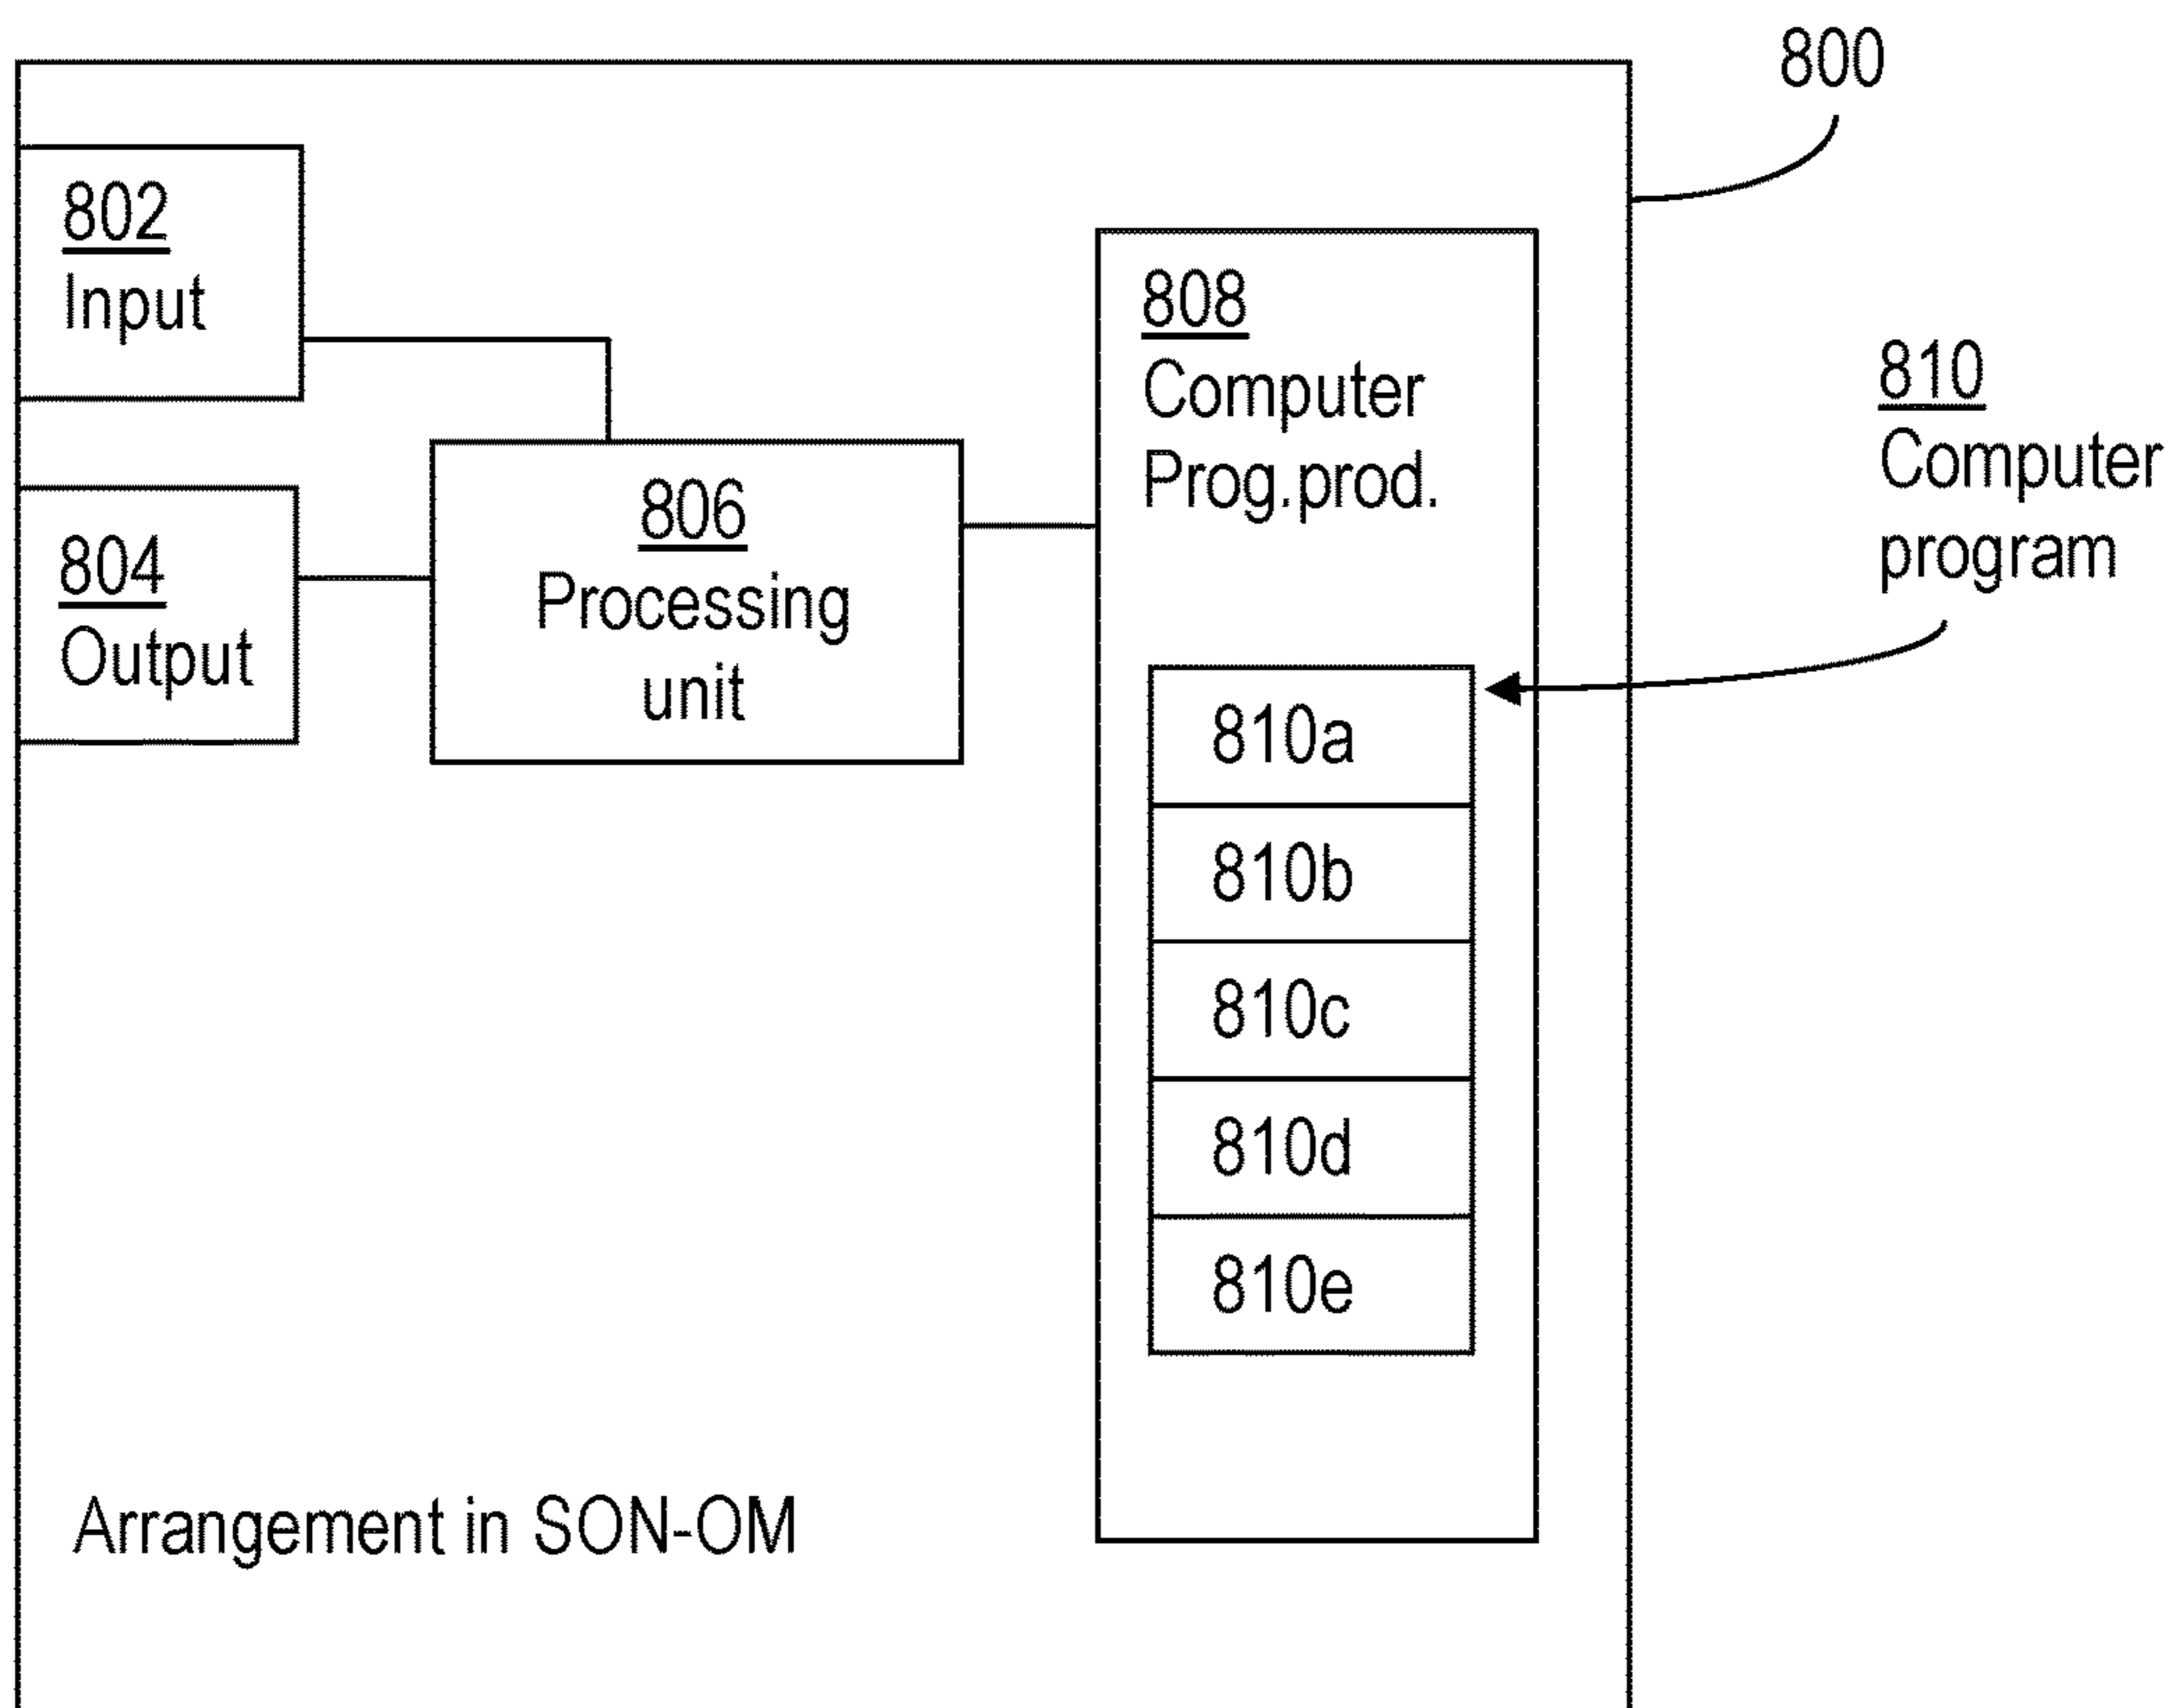 800
802
Input
804
Output
806
Processing
unit
808
Computer
Prog.prod.
810
Computer
program
810a
810b
810c
810d
810e
Arrangement in SON-OM